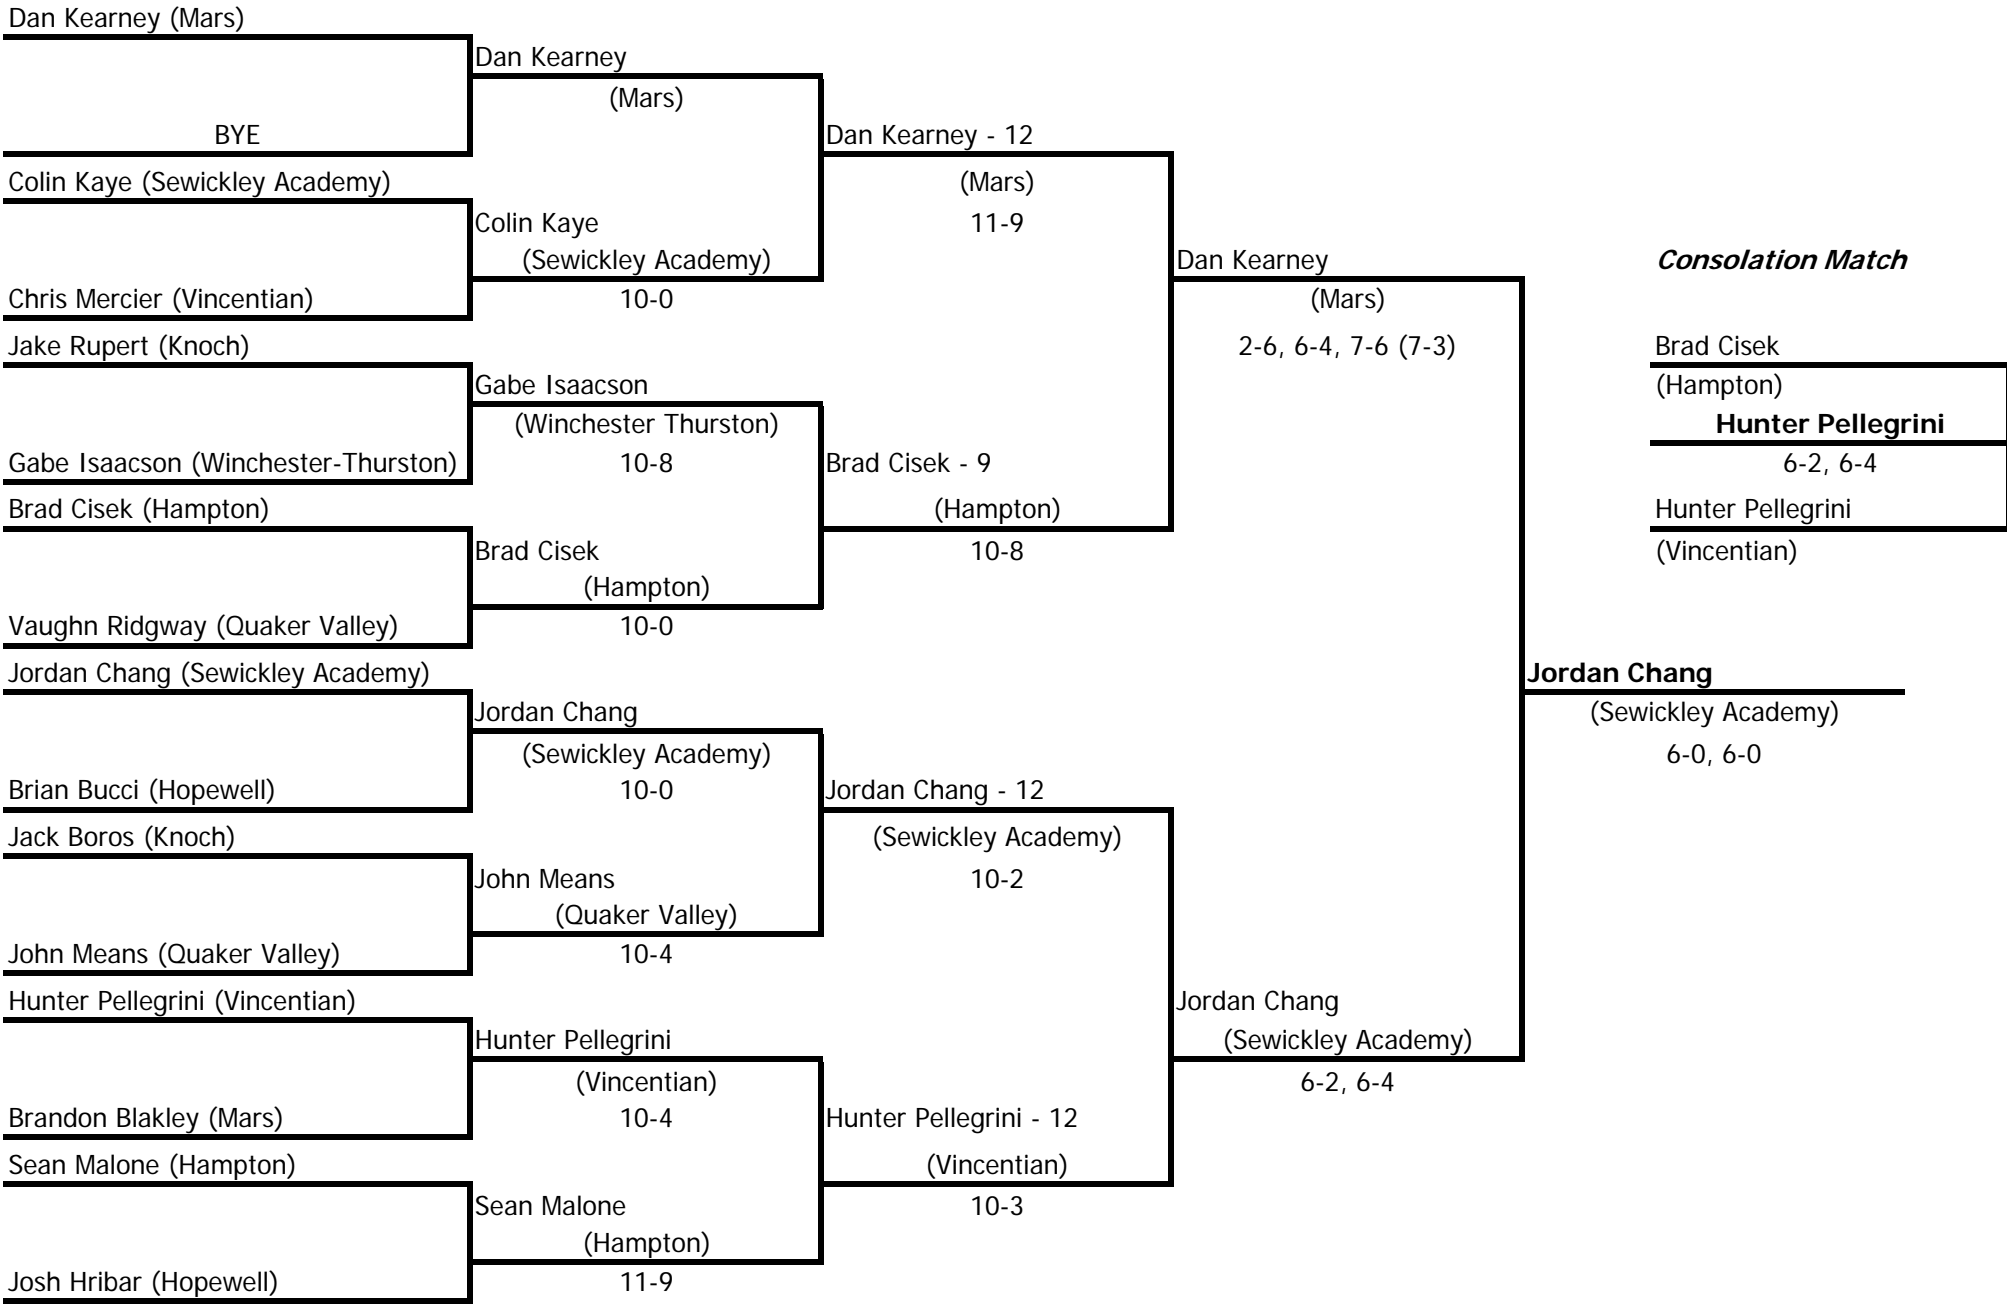 Dan Kearney (Mars)
BYE
Colin Kaye (Sewickley Academy)
Chris Mercier (Vincentian)
Jake Rupert (Knoch)
Gabe Isaacson (Winchester-Thurston)
Brad Cisek (Hampton)
Vaughn Ridgway (Quaker Valley)
Jordan Chang (Sewickley Academy)
Brian Bucci (Hopewell)
Jack Boros (Knoch)
John Means (Quaker Valley)
Hunter Pellegrini (Vincentian)
Brandon Blakley (Mars)
Sean Malone (Hampton)
Josh Hribar (Hopewell)
Dan Kearney
(Mars)
Colin Kaye
(Sewickley Academy)
10-0
Gabe Isaacson
(Winchester Thurston)
10-8
Brad Cisek
(Hampton)
10-0
Jordan Chang
(Sewickley Academy)
10-0
John Means
(Quaker Valley)
10-4
Hunter Pellegrini
(Vincentian)
10-4
Sean Malone
(Hampton)
11-9
Dan Kearney - 12
(Mars)
11-9
Brad Cisek - 9
(Hampton)
10-8
Jordan Chang - 12
(Sewickley Academy)
10-2
Hunter Pellegrini - 12
(Vincentian)
10-3
Dan Kearney
(Mars)
2-6, 6-4, 7-6 (7-3)
Jordan Chang
(Sewickley Academy)
6-2, 6-4
Jordan Chang
(Sewickley Academy)
6-0, 6-0
Consolation Match
Brad Cisek
(Hampton)
Hunter Pellegrini
6-2, 6-4
Hunter Pellegrini
(Vincentian)